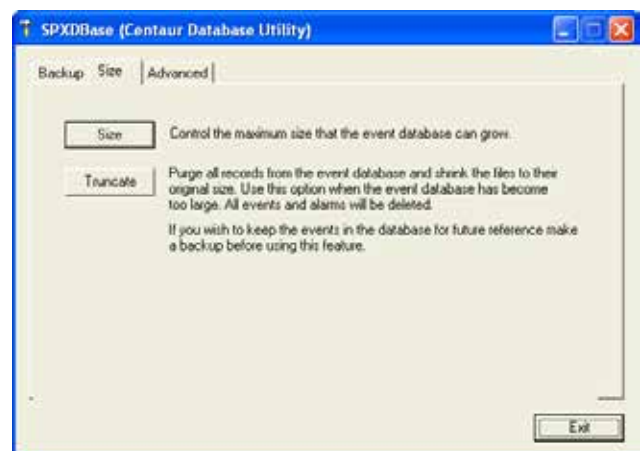 SPXDBase (Centaur Database Utility)
Backup Size Advanced
Size Control the maximum size that the event database can grow.
Truncate Purge all records from the event database and shrink the files to their
original size. Use this option when the event database has become
too large. All events and alarms will be deleted.
If you wish to keep the events in the database for future reference make
a backup before using this feature.
Exit